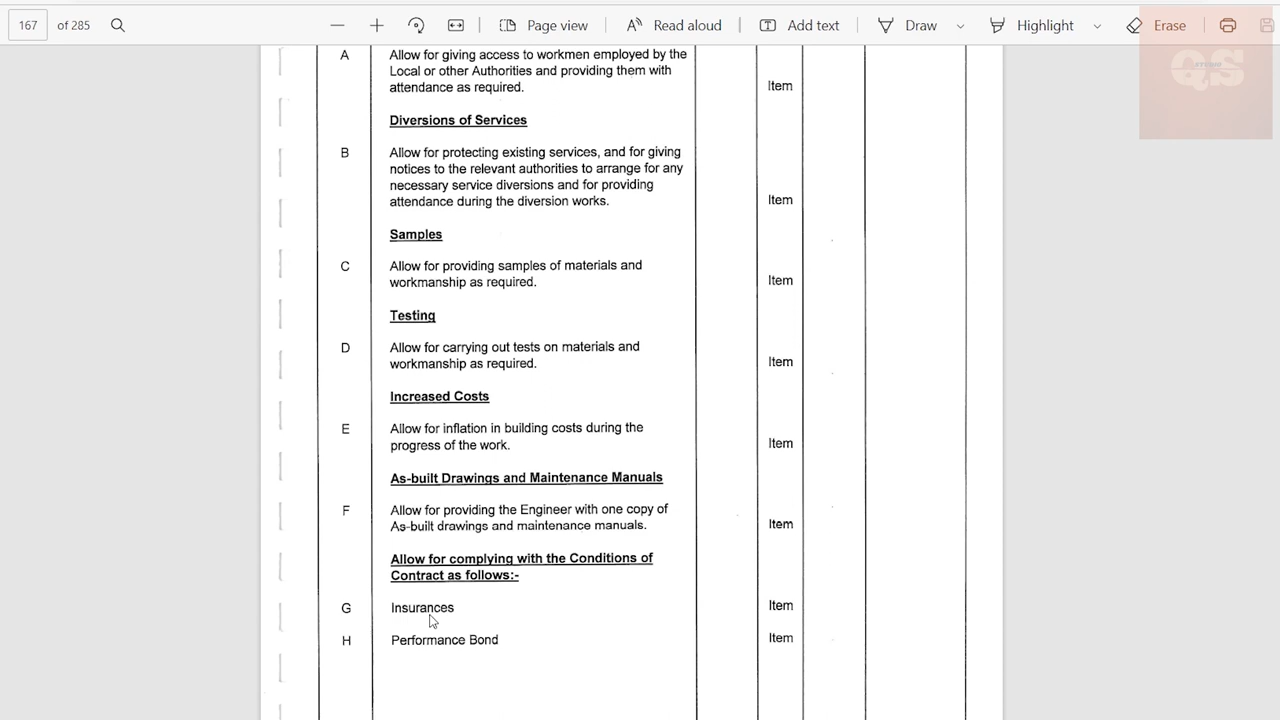 167 of 285 Page view Read aloud Add text Draw Highlight Erase
STUDIO
QS
A Allow for giving access to workmen employed by the
Local or other Authorities and providing them with
attendance as required. Item
Diversions of Services
B Allow for protecting existing services, and for giving
notices to the relevant authorities to arrange for any
necessary service diversions and for providing
attendance during the diversion works. Item
Samples
C Allow for providing samples of materials and
workmanship as required. Item
Testing
D Allow for carrying out tests on materials and
workmanship as required. Item
Increased Costs
E Allow for inflation in building costs during the
progress of the work. Item
As-built Drawings and Maintenance Manuals
F Allow for providing the Engineer with one copy of
As-built drawings and maintenance manuals. Item
Allow for complying with the Conditions of
Contract as follows:-
G Insurances Item
H Performance Bond Item